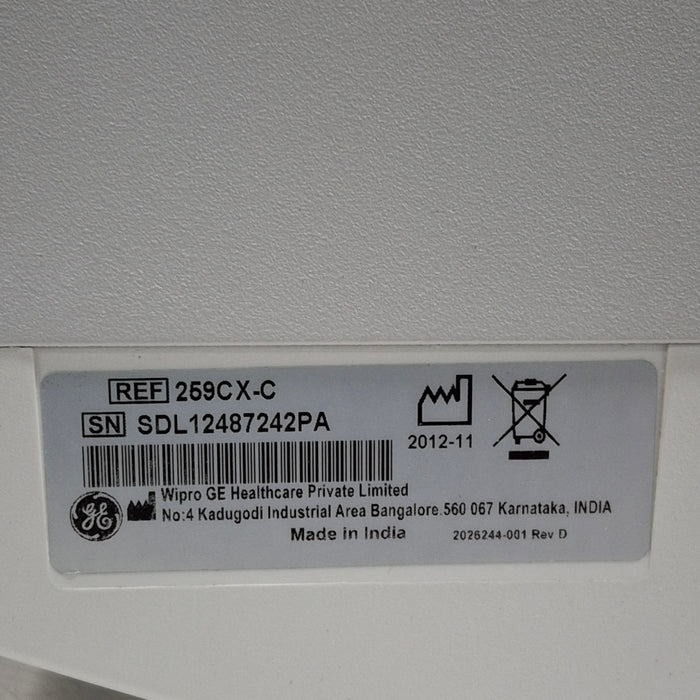 REF 259CX-C
SN SDL12487242PA
2012-11
GE
Wipro GE Healthcare Private Limited
No:4 Kadugodi Industrial Area Bangalore.560 067 Karnataka, INDIA
Made in India
2026244-001 Rev D